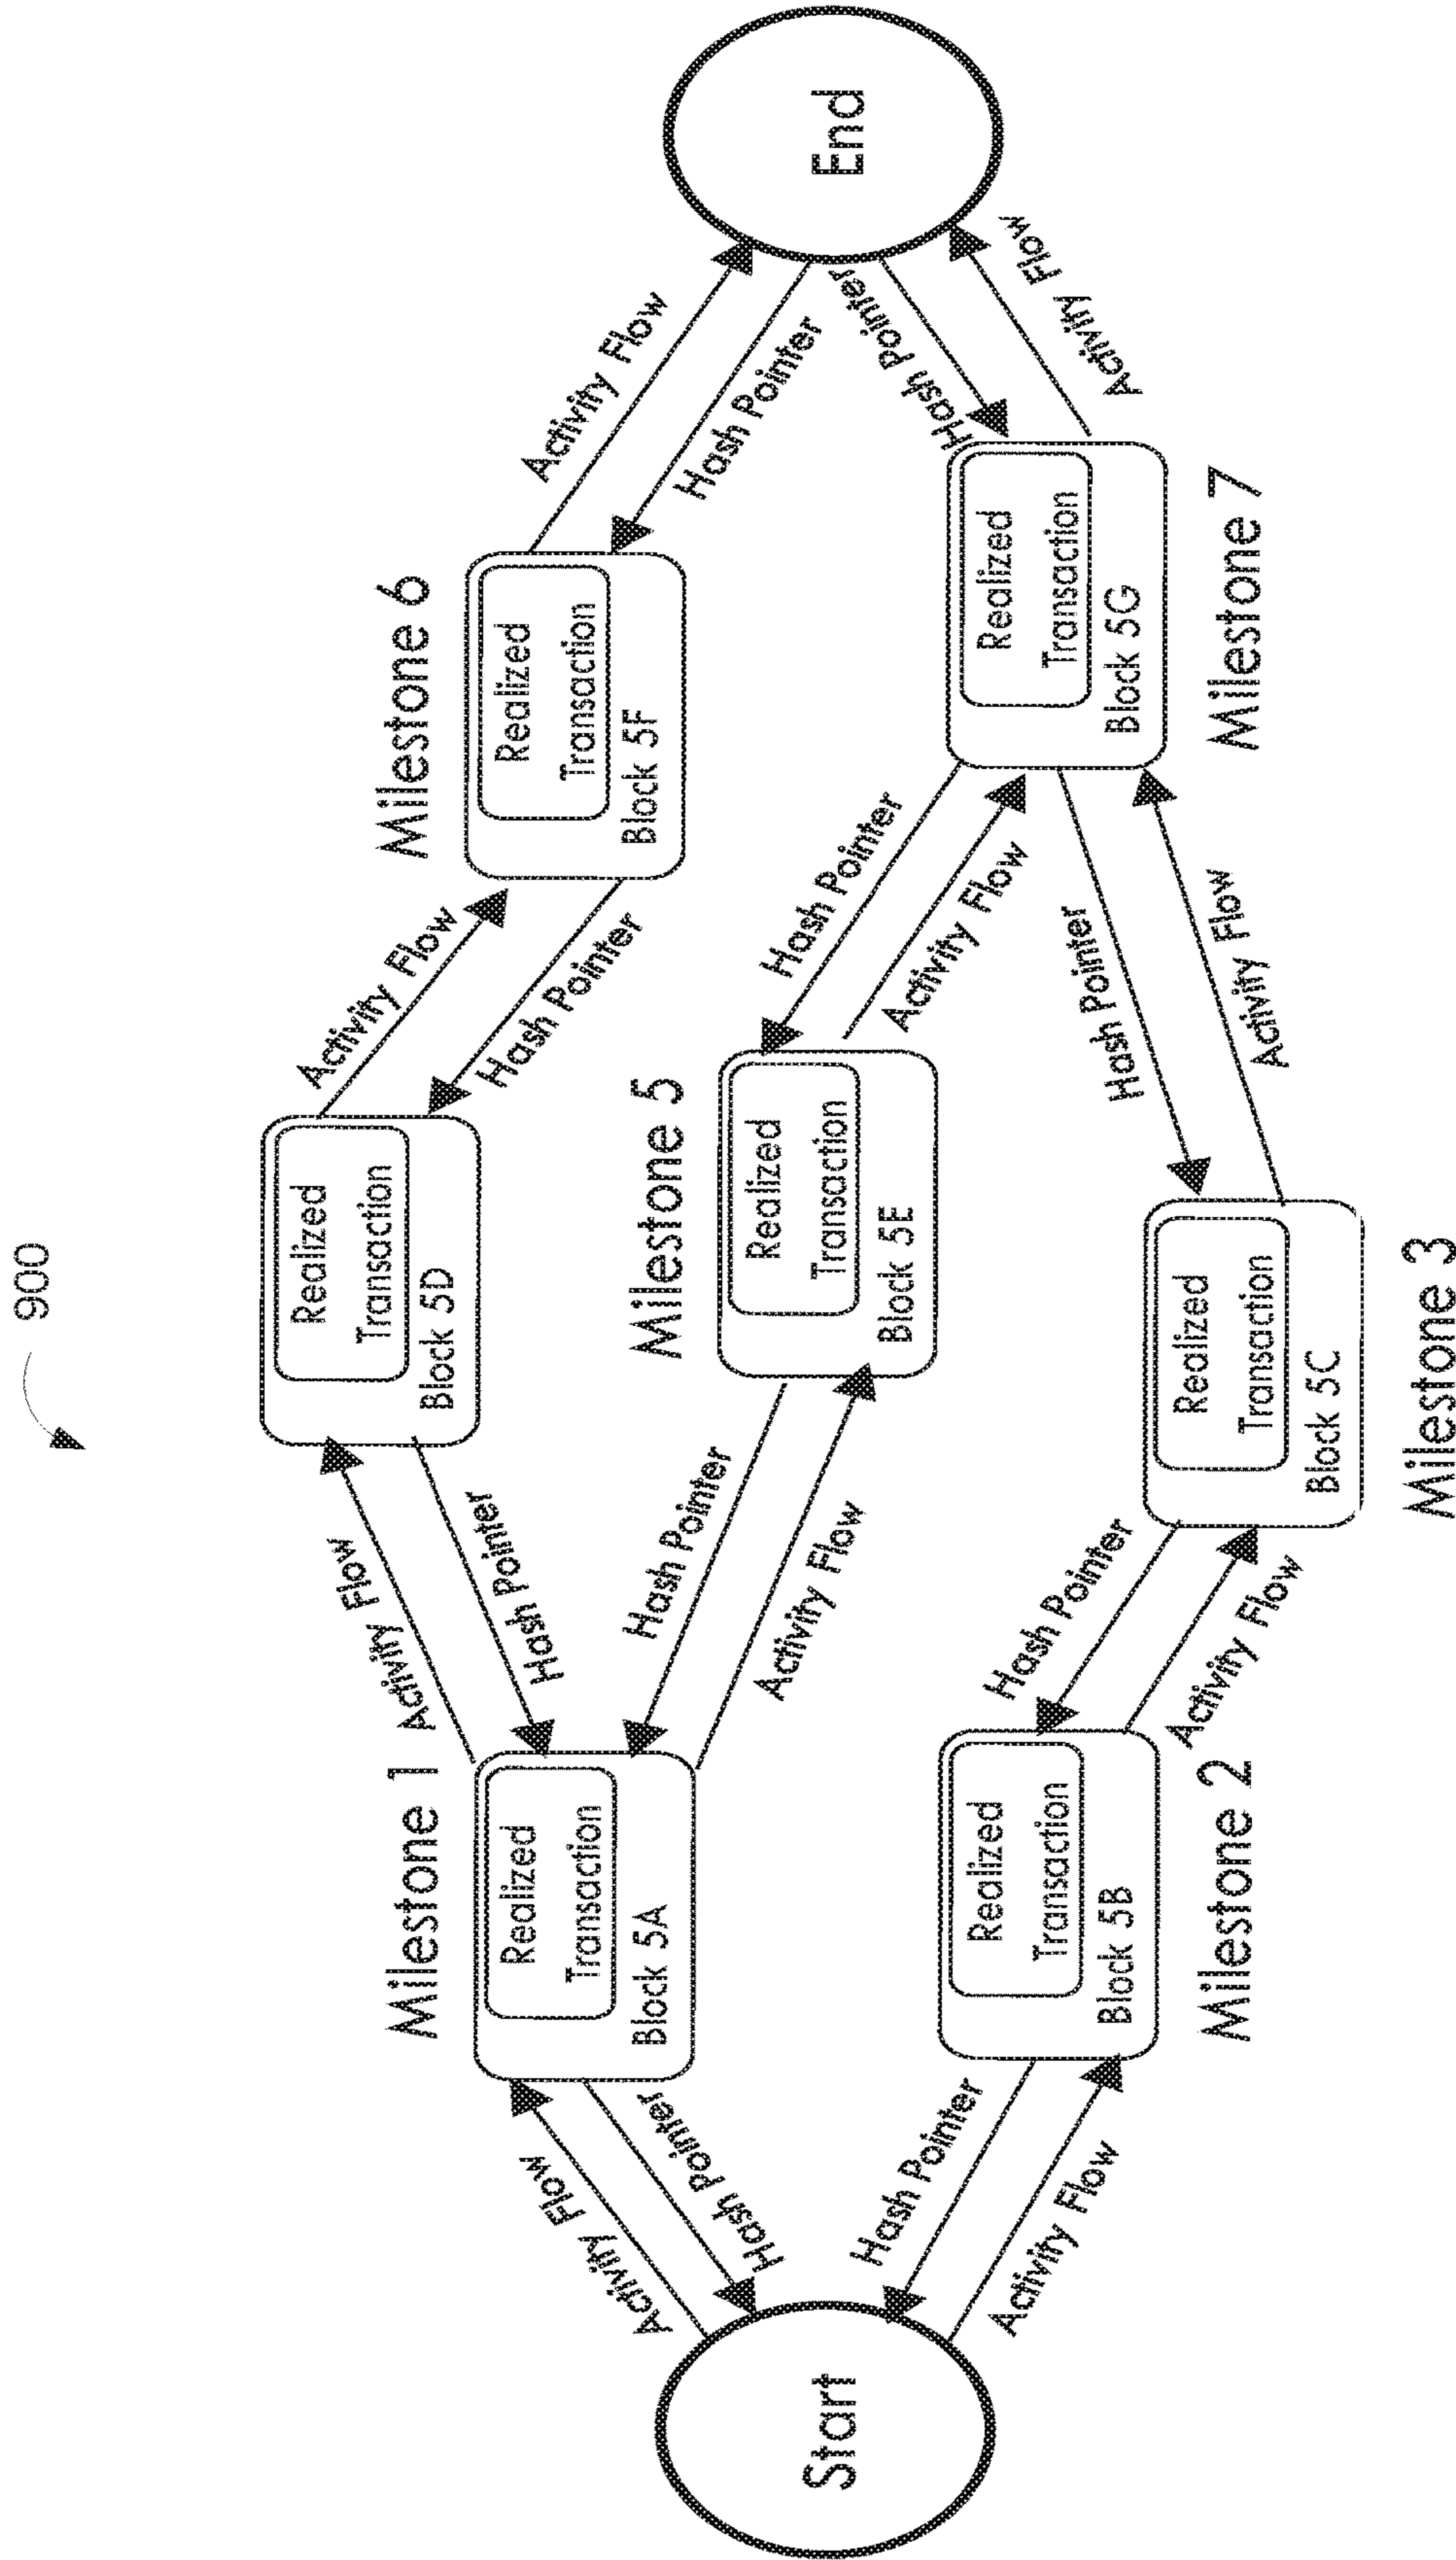 900
Start
Activity Flow
Hash Pointer
Hash Pointer
Activity Flow
Milestone 1
Realized
Transaction
Block 5A
Realized
Transaction
Block 5B
Milestone 2
Activity Flow
Hash Pointer
Hash Pointer
Activity Flow
Hash Pointer
Activity Flow
Realized
Transaction
Block 5D
Milestone 5
Realized
Transaction
Block 5E
Realized
Transaction
Block 5C
Milestone 3
Activity Flow
Hash Pointer
Hash Pointer
Activity Flow
Hash Pointer
Activity Flow
Milestone 6
Realized
Transaction
Block 5F
Realized
Transaction
Block 5G
Milestone 7
Activity Flow
Hash Pointer
Hash Pointer
Activity Flow
End